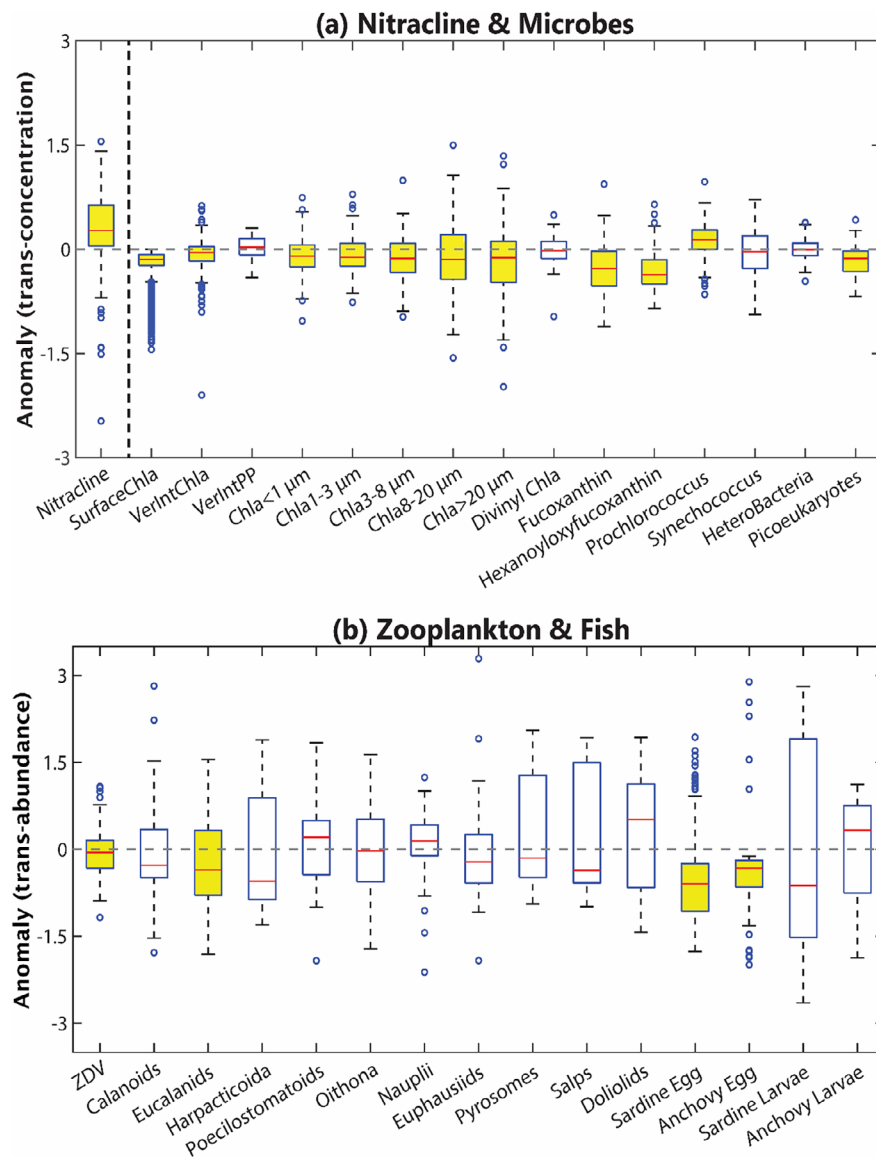 (a) Nitracline & Microbes
3
1.5
0
-1.5
-3
Anomaly (trans-concentration)
Nitracline
SurfaceChla
VerIntChla
VerIntPP
Chla<1 μm
Chla1-3 μm
Chla3-8 μm
Chla8-20 μm
Chla>20 μm
Divinyl Chla
Fucoxanthin
Hexanoyloxyfucoxanthin
Prochlorococcus
Synechococcus
HeteroBacteria
Picoeukaryotes
(b) Zooplankton & Fish
3
1.5
0
-1.5
-3
Anomaly (trans-abundance)
ZDV
Calanoids
Eucalanids
Harpacticoida
Poecilostomatoids
Oithona
Nauplii
Euphausiids
Pyrosomes
Salps
Doliolids
Sardine Egg
Anchovy Egg
Sardine Larvae
Anchovy Larvae